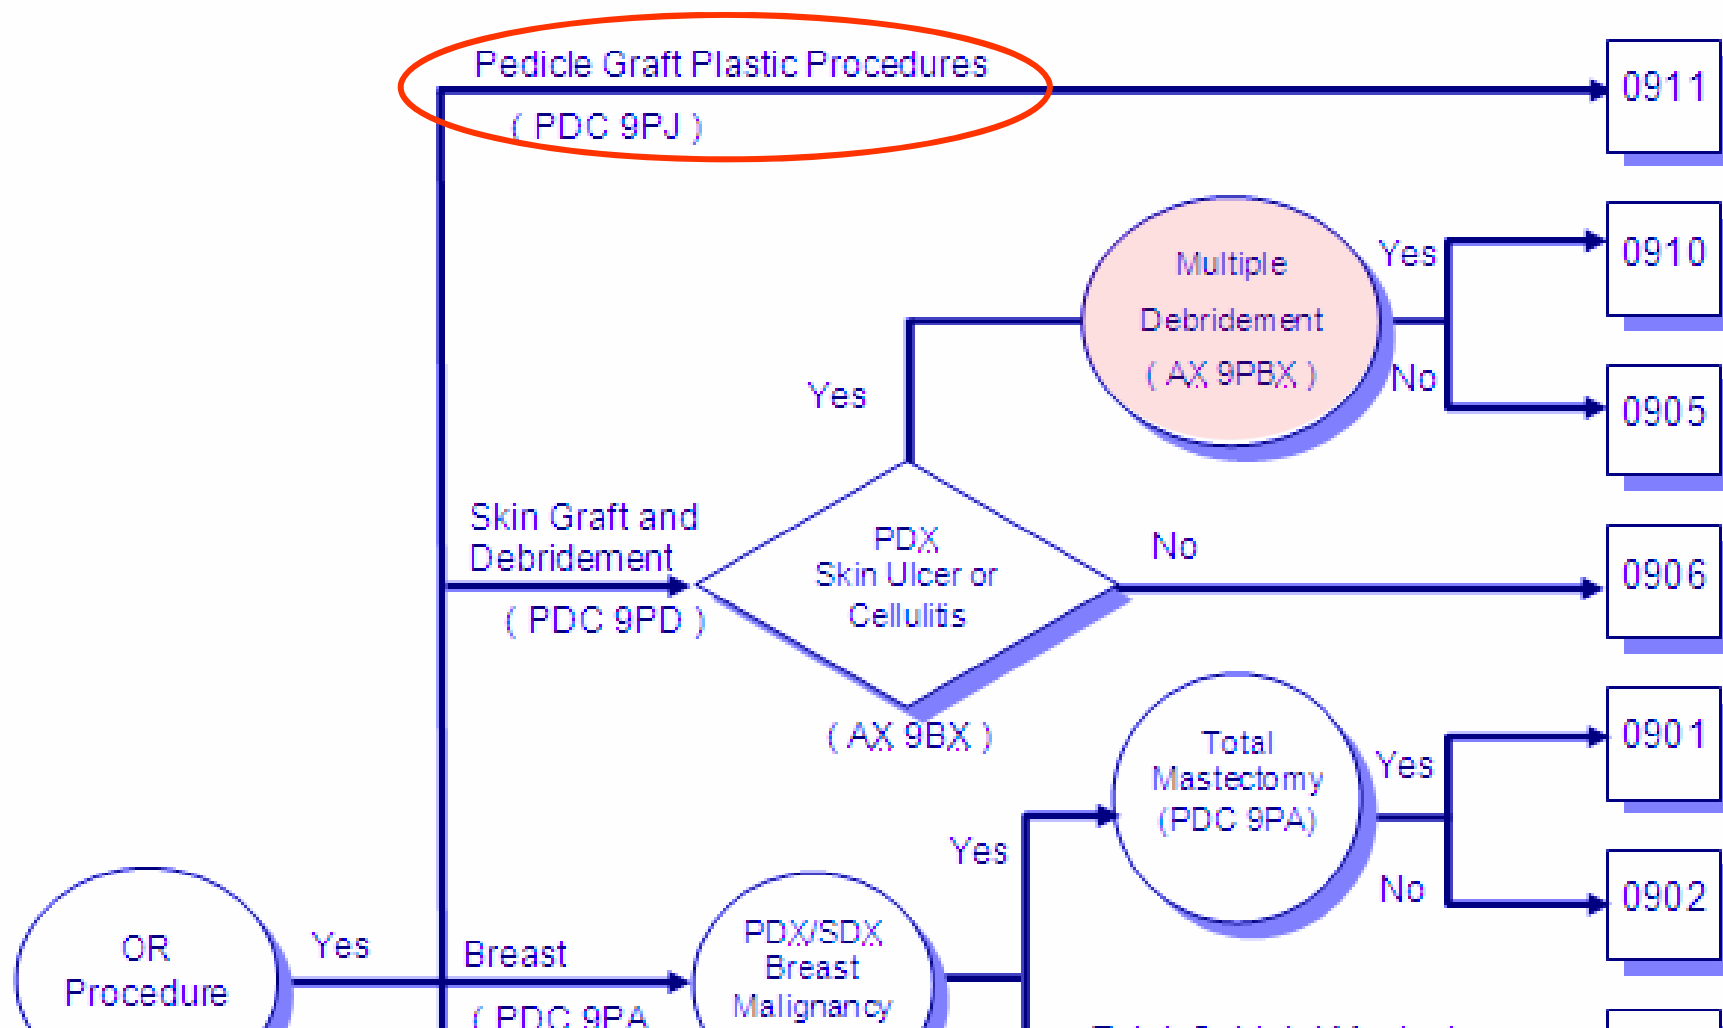 Pedicle Graft Plastic Procedures
( PDC 9PJ )
0911
Multiple
Debridement
( AX 9PBX )
Yes
0910
No
0905
Yes
Skin Graft and
Debridement
( PDC 9PD )
PDX
Skin Ulcer or
Cellulitis
( AX 9BX )
No
0906
Total
Mastectomy
(PDC 9PA)
Yes
0901
No
0902
Yes
OR
Procedure
Yes
Breast
( PDC 9PA
PDX/SDX
Breast
Malignancy